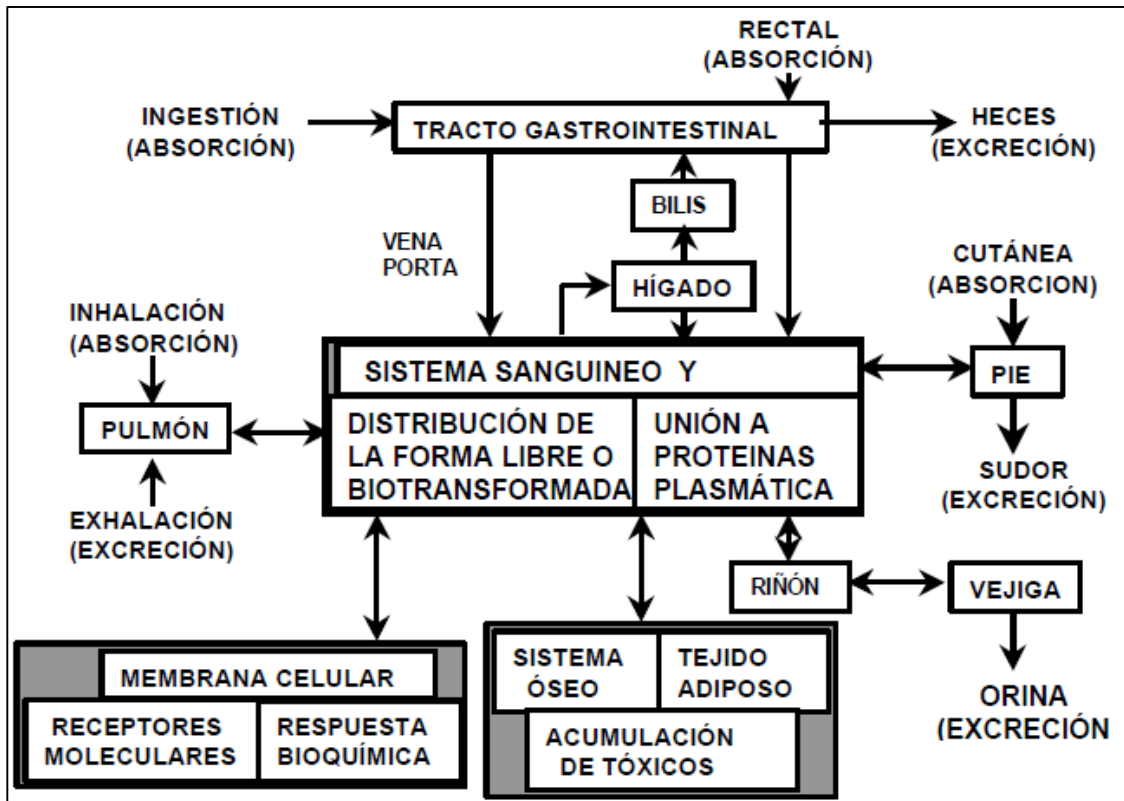 RECTAL
(ABSORCIÓN)
INGESTIÓN
(ABSORCIÓN)
TRACTO GASTROINTESTINAL
HECES
(EXCRECIÓN)
BILIS
VENA
PORTA
HÍGADO
CUTÁNEA
(ABSORCION)
INHALACIÓN
(ABSORCIÓN)
SISTEMA SANGUINEO Y
PIE
PULMÓN
DISTRIBUCIÓN DE
LA FORMA LIBRE O
BIOTRANSFORMADA
UNIÓN A
PROTEINAS
PLASMÁTICA
SUDOR
(EXCRECIÓN)
EXHALACIÓN
(EXCRECIÓN)
RIÑÓN
VEJIGA
MEMBRANA CELULAR
RECEPTORES
MOLECULARES
RESPUESTA
BIOQUÍMICA
SISTEMA
ÓSEO
TEJIDO
ADIPOSO
ACUMULACIÓN
DE TÓXICOS
ORINA
(EXCRECIÓN